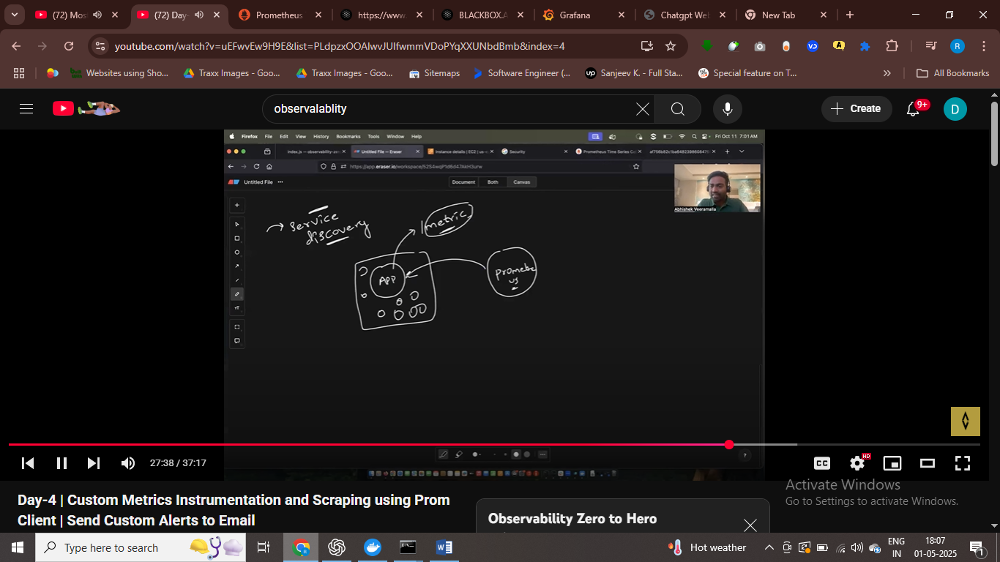 (72) Mos
(72) Day-
Prometheus
https://www.
BLACKBOX.A
Grafana
Chatgpt Web
New Tab
youtube.com/watch?v=uEFwvEw9H9E&list=PLdpzxOOAlwvJUlfwmmVDoPYqXXUNbdBmb&index=4
R
Websites using Sho...
Traxx Images - Goo...
Traxx Images - Goo...
Sitemaps
Software Engineer (...
up
Sanjeev K. - Full Sta...
Special feature on T...
All Bookmarks
observalablity
Create
9+
D
Firefox File Edit View History Bookmarks Tools Window Help
Fri Oct 11 7:01 AM
index.js — observability-zer
Untitled File — Eraser
Instance details | EC2 | us-e
Security
Prometheus Time Series Co
https://app.eraser.io/workspace/
Untitled File
Document Both Canvas
Abhishek Veeramalla
service
discovery
/metric
APP
promethe
us
27:38 / 37:17
CC
HD
Activate Windows
Go to Settings to activate Windows.
Day-4 | Custom Metrics Instrumentation and Scraping using Prom
Client | Send Custom Alerts to Email
Observability Zero to Hero
Type here to search
Hot weather
ENG
IN
18:07
01-05-2025
1